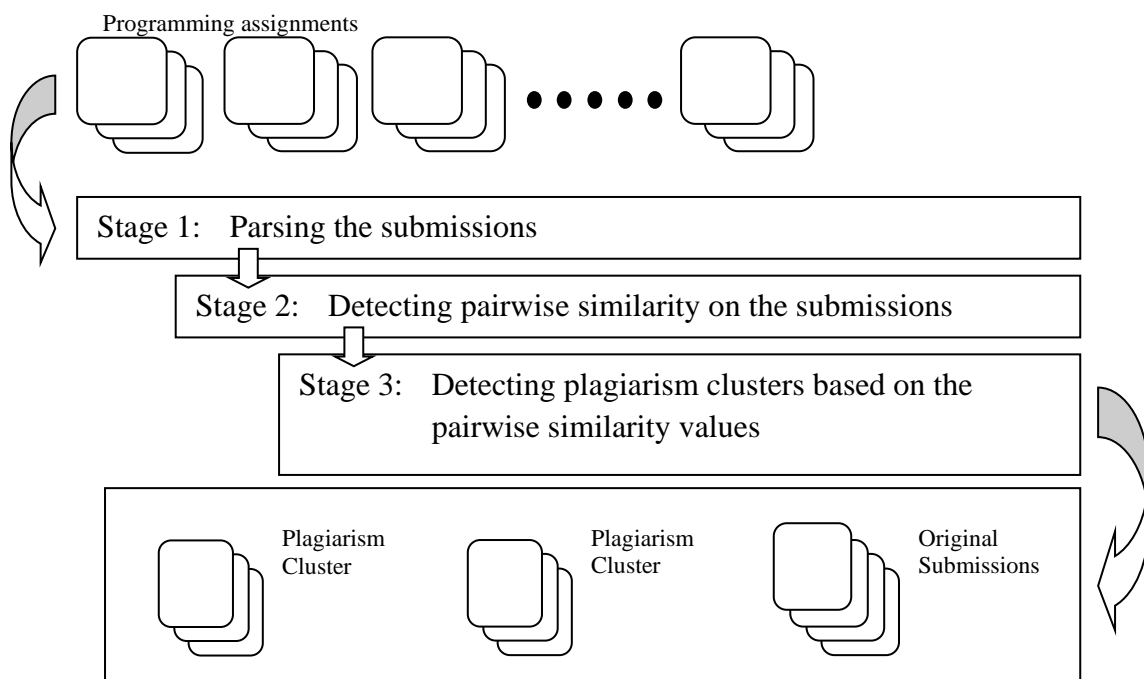 Programming assignments
Stage 1: Parsing the submissions
Stage 2: Detecting pairwise similarity on the submissions
Stage 3: Detecting plagiarism clusters based on the
pairwise similarity values
Plagiarism
Cluster
Plagiarism
Cluster
Original
Submissions